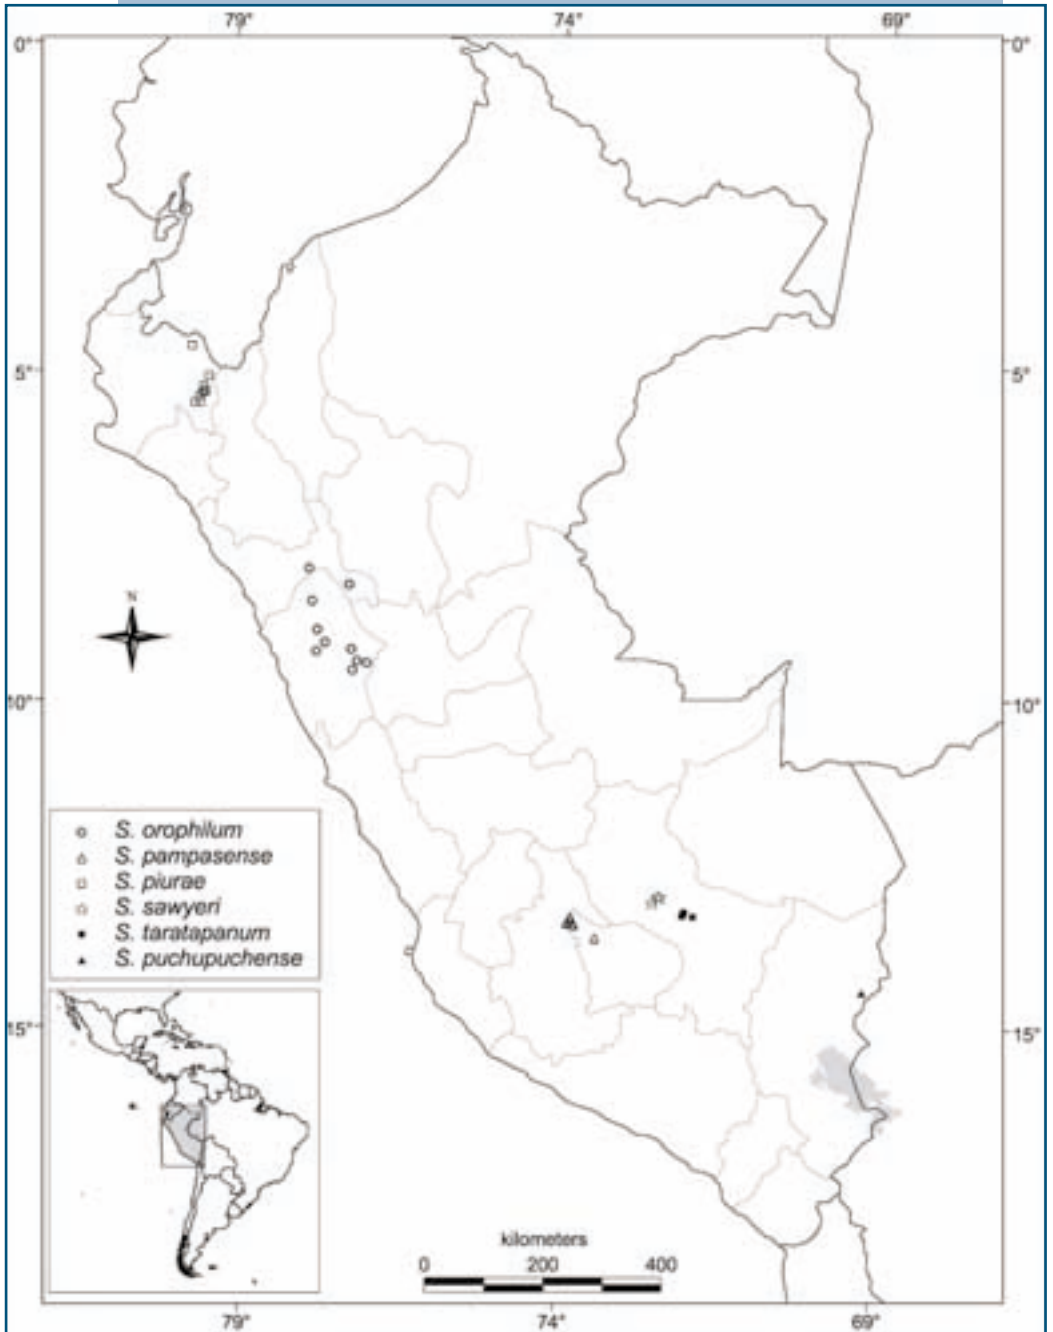 79° 74° 69°
0° 0°
5° 5°
N
10° 10°
S. orophilum
S. pampasense
S. piurae
S. sawyeri
S. taratapanum
S. puchupuchense
15° 15°
kilometers
0 200 400
79° 74° 69°